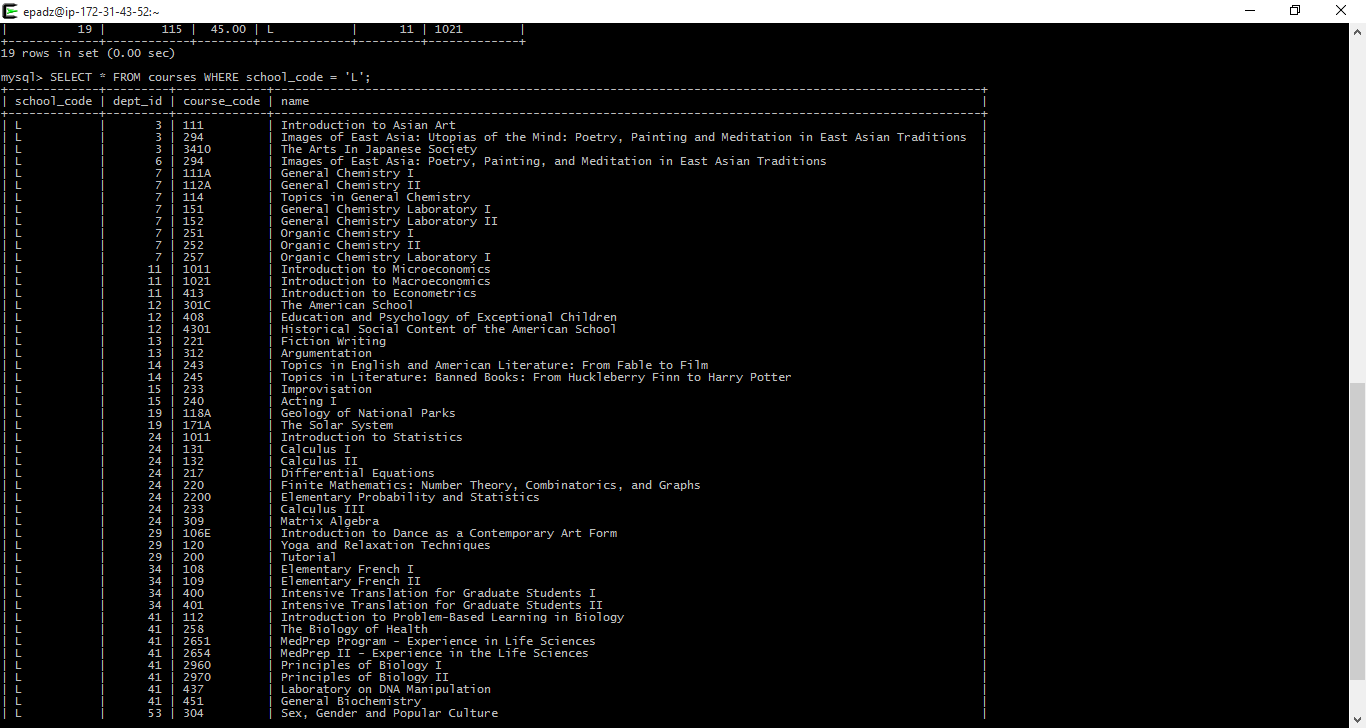 epadz@ip-172-31-43-52:~
|          19 |        115 |  45.00 | L           |      11 | 1021        |
+-------------+------------+--------+-------------+---------+-------------+
19 rows in set (0.00 sec)
mysql> SELECT * FROM courses WHERE school_code = 'L';
| school_code | dept_id | course_code | name |
| L | 3 | 111 | Introduction to Asian Art |
| L | 3 | 294 | Images of East Asia: Utopias of the Mind: Poetry, Painting and Meditation in East Asian Traditions |
| L | 3 | 3410 | The Arts In Japanese Society |
| L | 6 | 294 | Images of East Asia: Poetry, Painting, and Meditation in East Asian Traditions |
| L | 7 | 111A | General Chemistry I |
| L | 7 | 112A | General Chemistry II |
| L | 7 | 114 | Topics in General Chemistry |
| L | 7 | 151 | General Chemistry Laboratory I |
| L | 7 | 152 | General Chemistry Laboratory II |
| L | 7 | 251 | Organic Chemistry I |
| L | 7 | 252 | Organic Chemistry II |
| L | 7 | 257 | Organic Chemistry Laboratory I |
| L | 11 | 1011 | Introduction to Microeconomics |
| L | 11 | 1021 | Introduction to Macroeconomics |
| L | 11 | 413 | Introduction to Econometrics |
| L | 12 | 301C | The American School |
| L | 12 | 408 | Education and Psychology of Exceptional Children |
| L | 12 | 4301 | Historical Social Content of the American School |
| L | 13 | 221 | Fiction Writing |
| L | 13 | 312 | Argumentation |
| L | 14 | 243 | Topics in English and American Literature: From Fable to Film |
| L | 14 | 245 | Topics in Literature: Banned Books: From Huckleberry Finn to Harry Potter |
| L | 15 | 233 | Improvisation |
| L | 15 | 240 | Acting I |
| L | 19 | 118A | Geology of National Parks |
| L | 19 | 171A | The Solar System |
| L | 24 | 1011 | Introduction to Statistics |
| L | 24 | 131 | Calculus I |
| L | 24 | 132 | Calculus II |
| L | 24 | 217 | Differential Equations |
| L | 24 | 220 | Finite Mathematics: Number Theory, Combinatorics, and Graphs |
| L | 24 | 2200 | Elementary Probability and Statistics |
| L | 24 | 233 | Calculus III |
| L | 24 | 309 | Matrix Algebra |
| L | 29 | 106E | Introduction to Dance as a Contemporary Art Form |
| L | 29 | 120 | Yoga and Relaxation Techniques |
| L | 29 | 200 | Tutorial |
| L | 34 | 108 | Elementary French I |
| L | 34 | 109 | Elementary French II |
| L | 34 | 400 | Intensive Translation for Graduate Students I |
| L | 34 | 401 | Intensive Translation for Graduate Students II |
| L | 41 | 112 | Introduction to Problem-Based Learning in Biology |
| L | 41 | 258 | The Biology of Health |
| L | 41 | 2651 | MedPrep Program - Experience in Life Sciences |
| L | 41 | 2654 | MedPrep II - Experience in the Life Sciences |
| L | 41 | 2960 | Principles of Biology I |
| L | 41 | 2970 | Principles of Biology II |
| L | 41 | 437 | Laboratory on DNA Manipulation |
| L | 41 | 451 | General Biochemistry |
| L | 53 | 304 | Sex, Gender and Popular Culture |